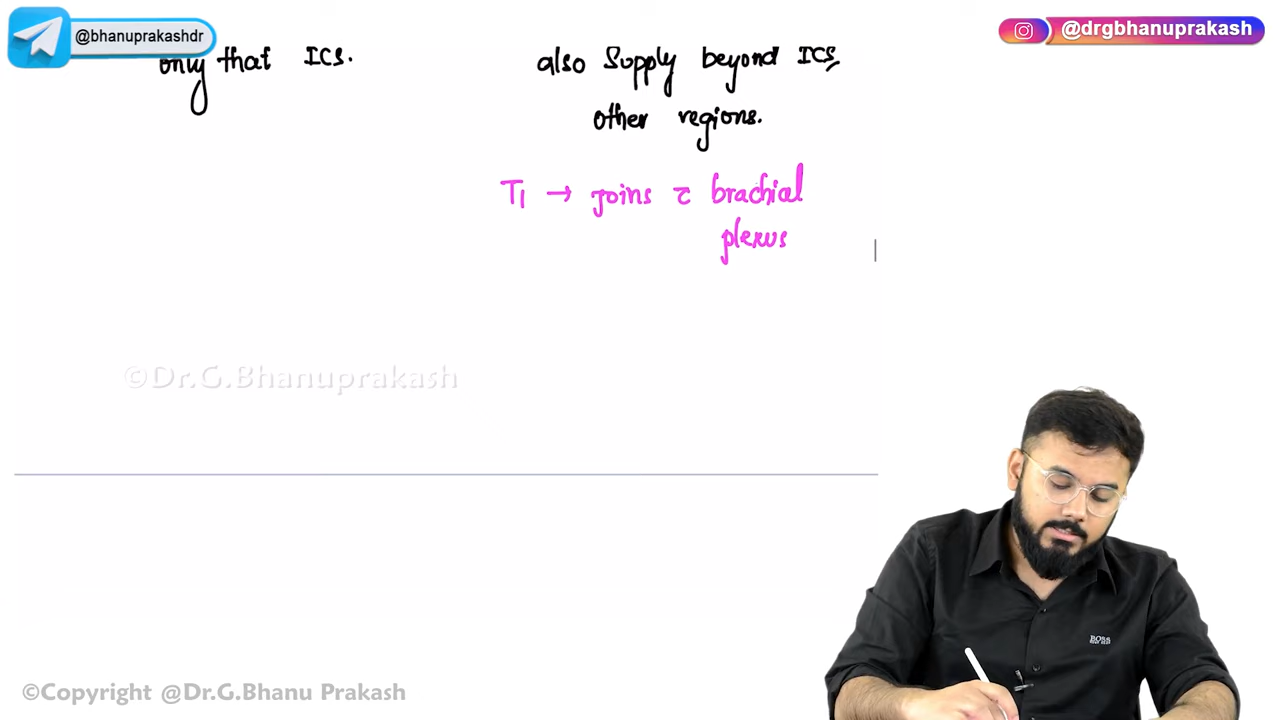 @bhanuprakashdr
@drgbhanuprakash
only that ICS.
also Supply beyond ICS,
other regions.
T1 → joins c̄ brachial
plexus
©Dr.G.Bhanuprakash
BOSS
©Copyright @Dr.G.Bhanu Prakash